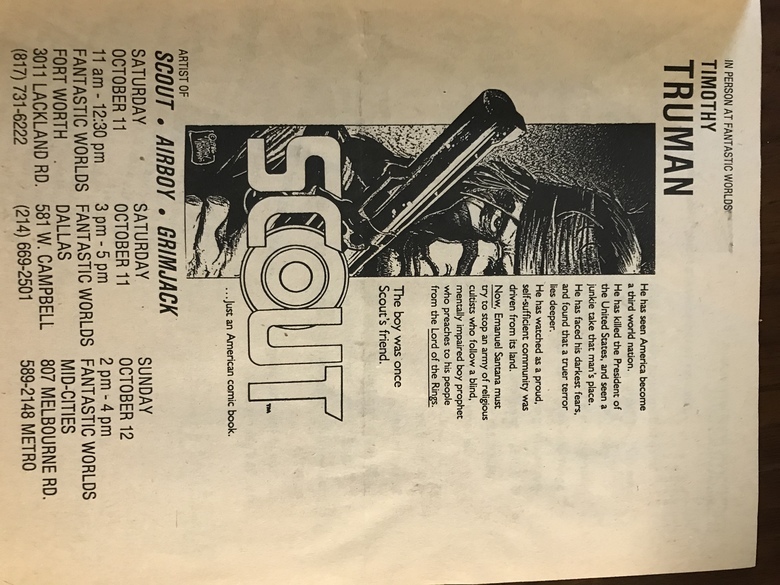 IN PERSON AT FANTASTIC WORLDS
TIMOTHY
TRUMAN
He has seen America become
a third world nation.
He has killed the President of
the United States, and seen a
junkie take that man's place.
He has faced his darkest fears,
and found that a truer terror
lies deeper.
He has watched as a proud,
self-sufficient community was
driven from its land.
Now, Emanuel Santana must
try to stop an army of religious
cultists who follow a blind,
mentally impaired boy prophet
who preaches to his people
from the Lord of the Rings.
The boy was once
Scout's friend.
SCOUT™
...just an American comic book.
ARTIST OF
SCOUT • AIRBOY • GRIMJACK
SATURDAY
OCTOBER 11
11 am - 12:30 pm
FANTASTIC WORLDS
FORT WORTH
3011 LACKLAND RD.
(817) 731-6222
SATURDAY
OCTOBER 11
3 pm - 5 pm
FANTASTIC WORLDS
DALLAS
581 W. CAMPBELL
(214) 669-2501
SUNDAY
OCTOBER 12
2 pm - 4 pm
FANTASTIC WORLDS
MID-CITIES
807 MELBOURNE RD.
589-2148 METRO